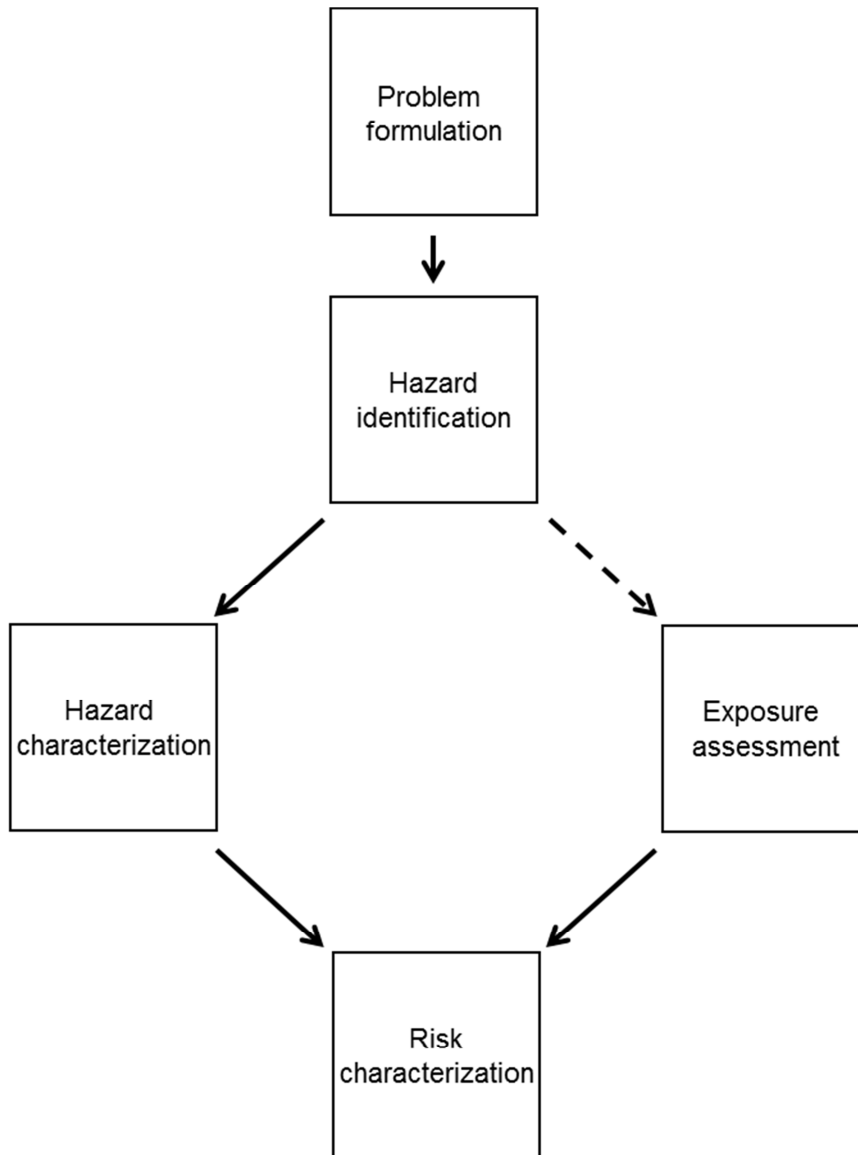 Problem
formulation
Hazard
identification
Hazard
characterization
Exposure
assessment
Risk
characterization